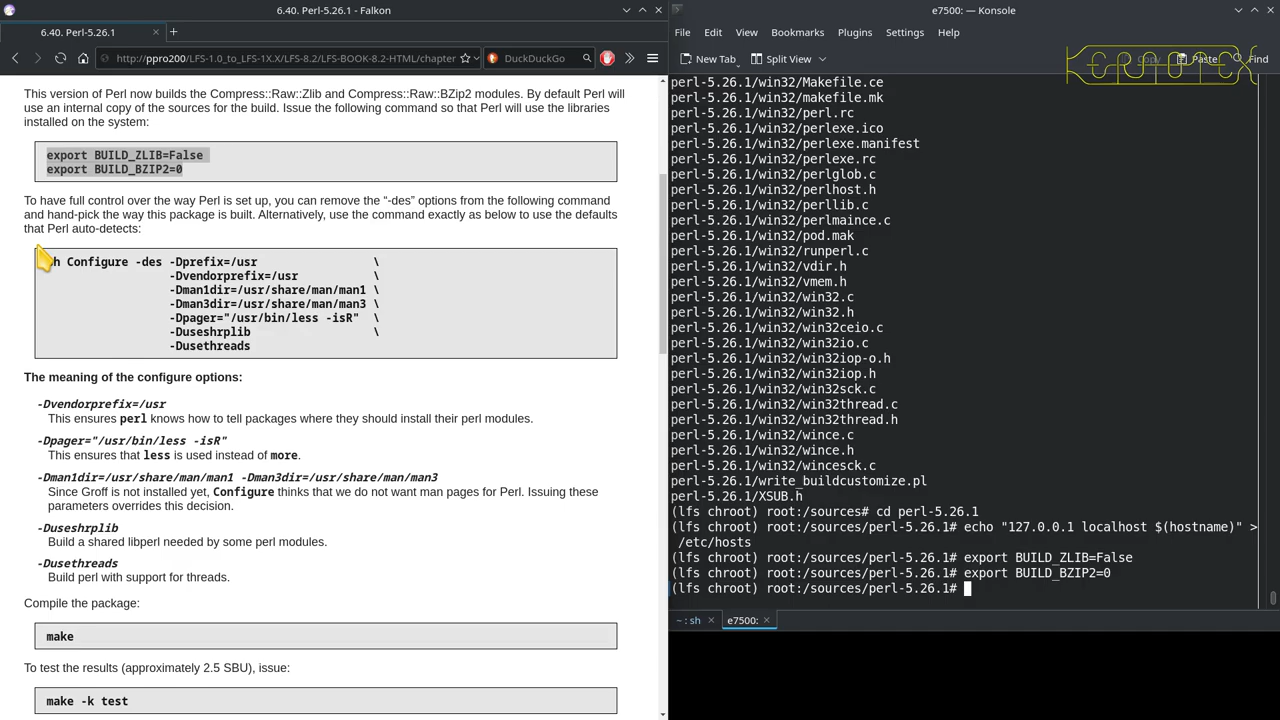 6.40. Perl-5.26.1 - Falkon
6.40. Perl-5.26.1
http://ppro200/LFS-1.0_to_LFS-1X.X/LFS-8.2/LFS-BOOK-8.2-HTML/chapter
DuckDuckGo
This version of Perl now builds the Compress::Raw::Zlib and Compress::Raw::BZip2 modules. By default Perl will
use an internal copy of the sources for the build. Issue the following command so that Perl will use the libraries
installed on the system:
export BUILD_ZLIB=False
export BUILD_BZIP2=0
To have full control over the way Perl is set up, you can remove the “-des” options from the following command
and hand-pick the way this package is built. Alternatively, use the command exactly as below to use the defaults
that Perl auto-detects:
h Configure -des -Dprefix=/usr \
-Dvendorprefix=/usr \
-Dman1dir=/usr/share/man/man1 \
-Dman3dir=/usr/share/man/man3 \
-Dpager="/usr/bin/less -isR" \
-Duseshrplib \
-Dusethreads
The meaning of the configure options:
-Dvendorprefix=/usr
This ensures perl knows how to tell packages where they should install their perl modules.
-Dpager="/usr/bin/less -isR"
This ensures that less is used instead of more.
-Dman1dir=/usr/share/man/man1 -Dman3dir=/usr/share/man/man3
Since Groff is not installed yet, Configure thinks that we do not want man pages for Perl. Issuing these
parameters overrides this decision.
-Duseshrplib
Build a shared libperl needed by some perl modules.
-Dusethreads
Build perl with support for threads.
Compile the package:
make
To test the results (approximately 2.5 SBU), issue:
make -k test
e7500: — Konsole
File Edit View Bookmarks Plugins Settings Help
New Tab Split View Copy Paste Find
perl-5.26.1/win32/Makefile.ce
perl-5.26.1/win32/makefile.mk
perl-5.26.1/win32/perl.rc
perl-5.26.1/win32/perlexe.ico
perl-5.26.1/win32/perlexe.manifest
perl-5.26.1/win32/perlexe.rc
perl-5.26.1/win32/perlglob.c
perl-5.26.1/win32/perlhost.h
perl-5.26.1/win32/perllib.c
perl-5.26.1/win32/perlmaince.c
perl-5.26.1/win32/pod.mak
perl-5.26.1/win32/runperl.c
perl-5.26.1/win32/vdir.h
perl-5.26.1/win32/vmem.h
perl-5.26.1/win32/win32.c
perl-5.26.1/win32/win32.h
perl-5.26.1/win32/win32ceio.c
perl-5.26.1/win32/win32io.c
perl-5.26.1/win32/win32iop-o.h
perl-5.26.1/win32/win32iop.h
perl-5.26.1/win32/win32sck.c
perl-5.26.1/win32/win32thread.c
perl-5.26.1/win32/win32thread.h
perl-5.26.1/win32/wince.c
perl-5.26.1/win32/wince.h
perl-5.26.1/win32/wincesck.c
perl-5.26.1/write_buildcustomize.pl
perl-5.26.1/XSUB.h
(lfs chroot) root:/sources# cd perl-5.26.1
(lfs chroot) root:/sources/perl-5.26.1# echo "127.0.0.1 localhost $(hostname)" >
/etc/hosts
(lfs chroot) root:/sources/perl-5.26.1# export BUILD_ZLIB=False
(lfs chroot) root:/sources/perl-5.26.1# export BUILD_BZIP2=0
(lfs chroot) root:/sources/perl-5.26.1#
~ : sh
e7500: